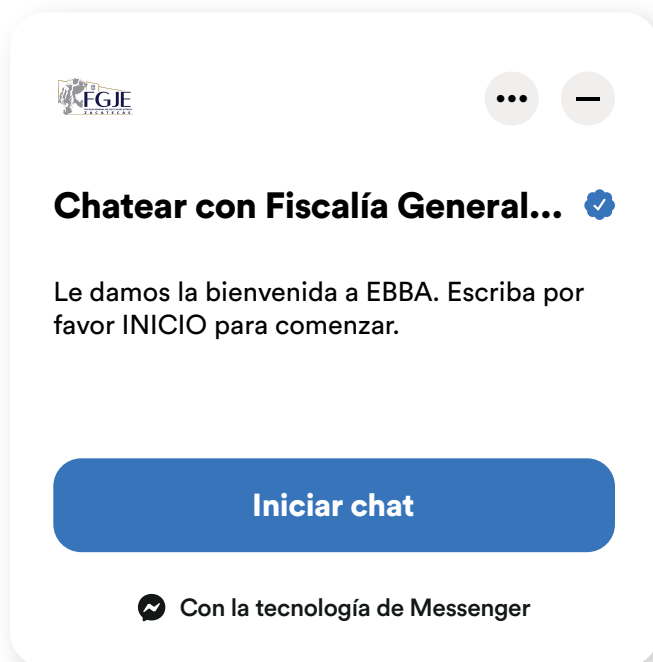 FGJE
ZACATECAS
Chatear con Fiscalía General...
Le damos la bienvenida a EBBA. Escriba por
favor INICIO para comenzar.
Iniciar chat
Con la tecnología de Messenger